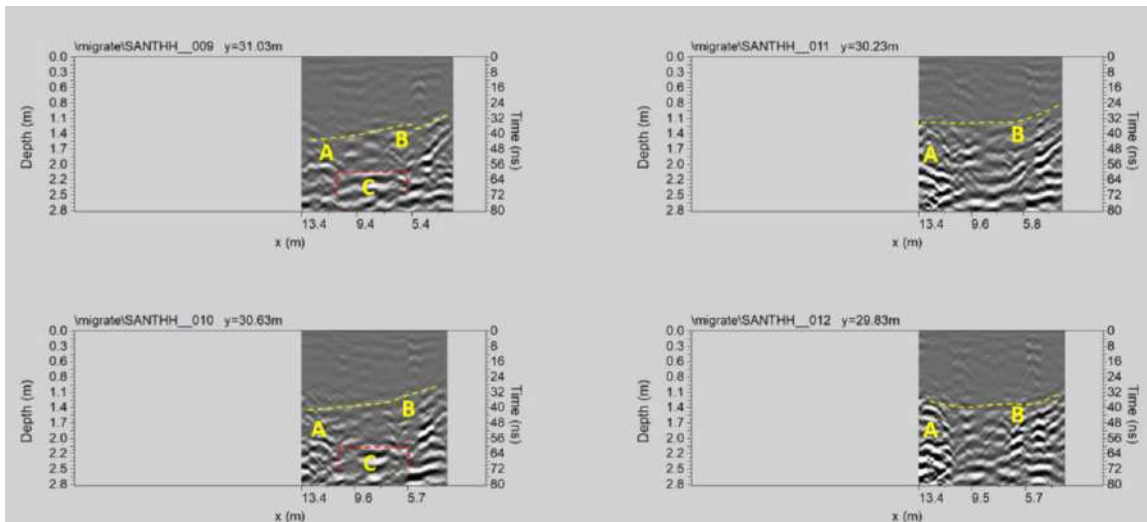 \migrate\SANTHH__009 y=31.03m
0.0
0.3
0.6
0.8
1.1
1.4
1.7
2.0
2.2
2.5
2.8
Depth (m)
0
8
16
24
32
40
48
56
64
72
80
Time (ns)
A
B
C
13.4 9.4 5.4
x (m)
\migrate\SANTHH__011 y=30.23m
0.0
0.3
0.6
0.8
1.1
1.4
1.7
2.0
2.2
2.5
2.8
Depth (m)
0
8
16
24
32
40
48
56
64
72
80
Time (ns)
A
B
13.4 9.6 5.8
x (m)
\migrate\SANTHH__010 y=30.63m
0.0
0.3
0.6
0.8
1.1
1.4
1.7
2.0
2.2
2.5
2.8
Depth (m)
0
8
16
24
32
40
48
56
64
72
80
Time (ns)
A
B
C
13.4 9.6 5.7
x (m)
\migrate\SANTHH__012 y=29.83m
0.0
0.3
0.6
0.8
1.1
1.4
1.7
2.0
2.2
2.5
2.8
Depth (m)
0
8
16
24
32
40
48
56
64
72
80
Time (ns)
A
B
13.4 9.5 5.7
x (m)